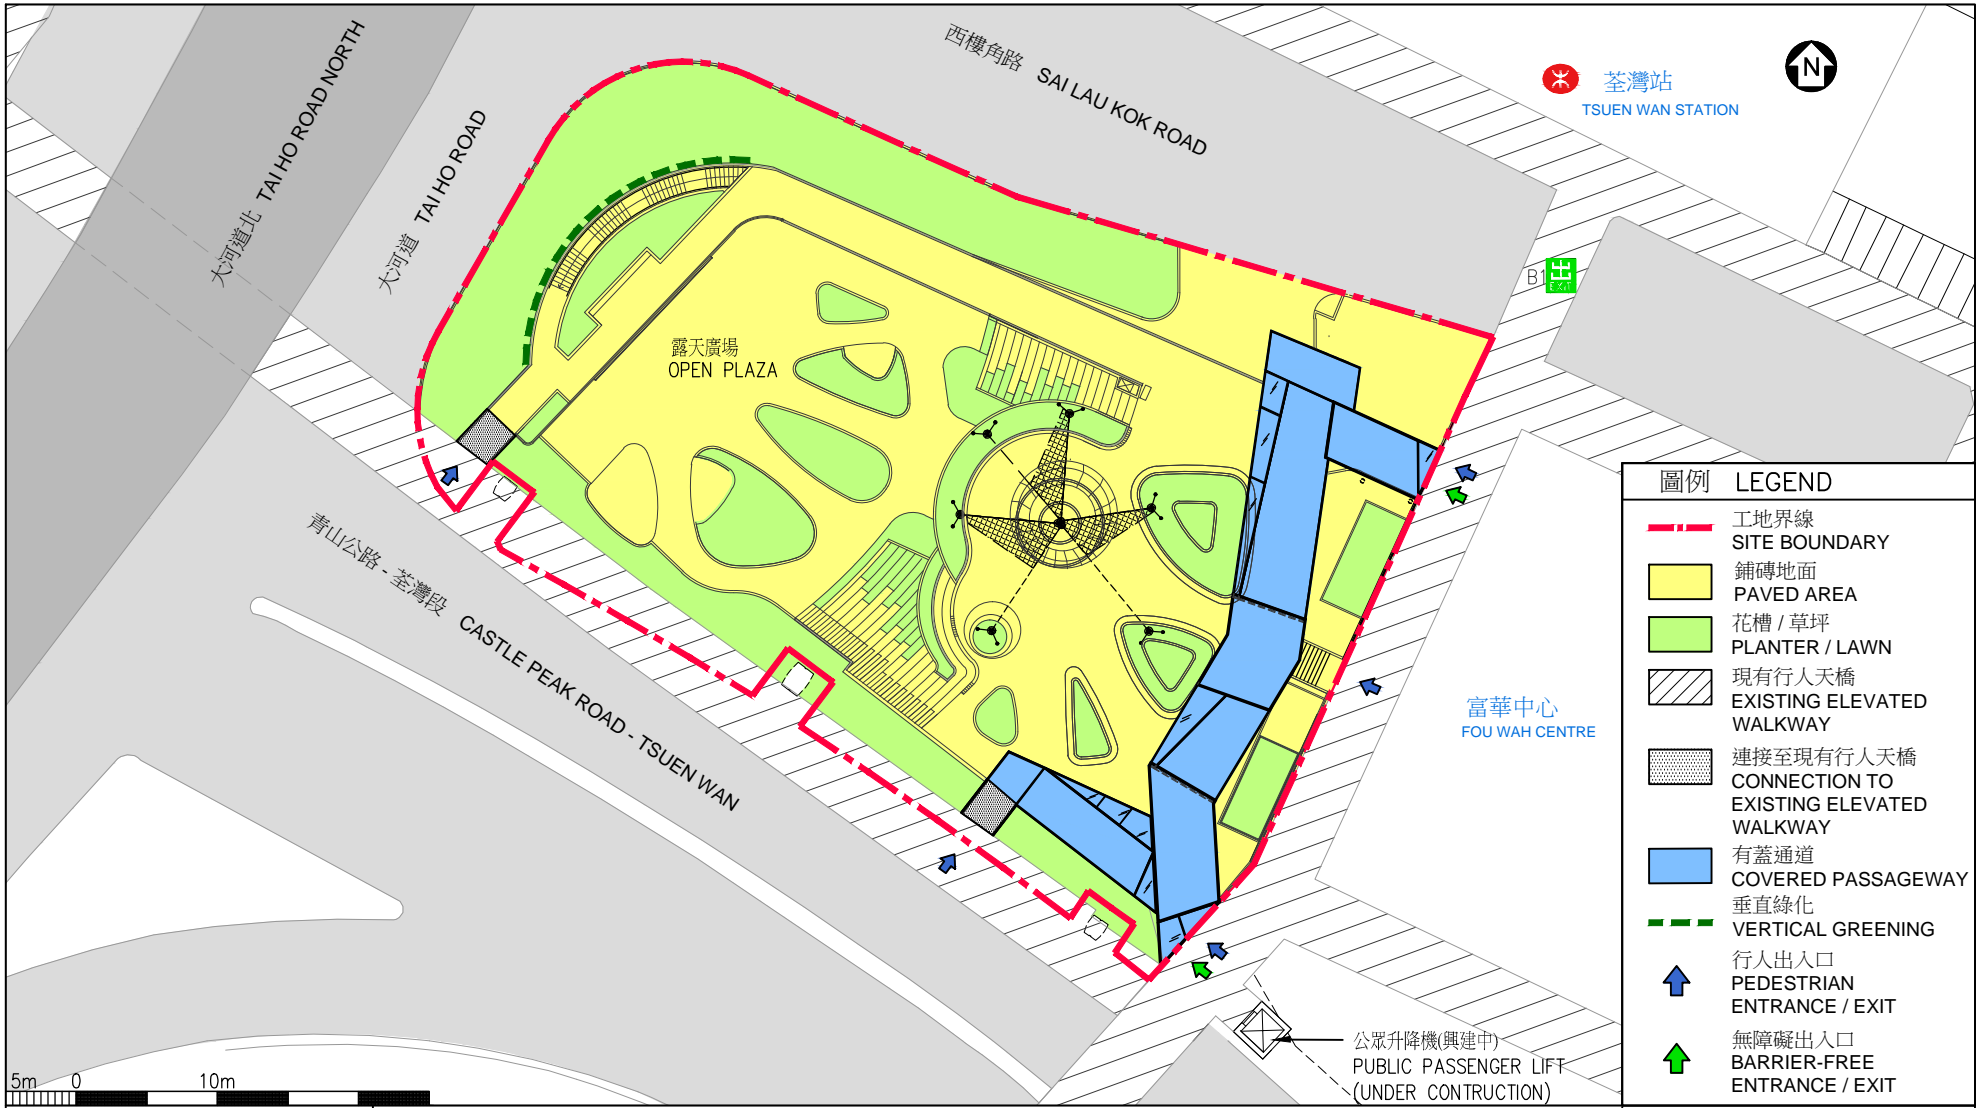 西樓角路 SAI LAU KOK ROAD
荃灣站
TSUEN WAN STATION
N
大河道北 TAI HO ROAD NORTH
大河道 TAI HO ROAD
B1 出
EXIT
露天廣場
OPEN PLAZA
青山公路 - 荃灣段 CASTLE PEAK ROAD - TSUEN WAN
富華中心
FOU WAH CENTRE
公眾升降機(興建中)
PUBLIC PASSENGER LIFT
(UNDER CONTRUCTION)
5m 0 10m
圖例 LEGEND
工地界線
SITE BOUNDARY
鋪磚地面
PAVED AREA
花槽 / 草坪
PLANTER / LAWN
現有行人天橋
EXISTING ELEVATED
WALKWAY
連接至現有行人天橋
CONNECTION TO
EXISTING ELEVATED
WALKWAY
有蓋通道
COVERED PASSAGEWAY
垂直綠化
VERTICAL GREENING
行人出入口
PEDESTRIAN
ENTRANCE / EXIT
無障礙出入口
BARRIER-FREE
ENTRANCE / EXIT